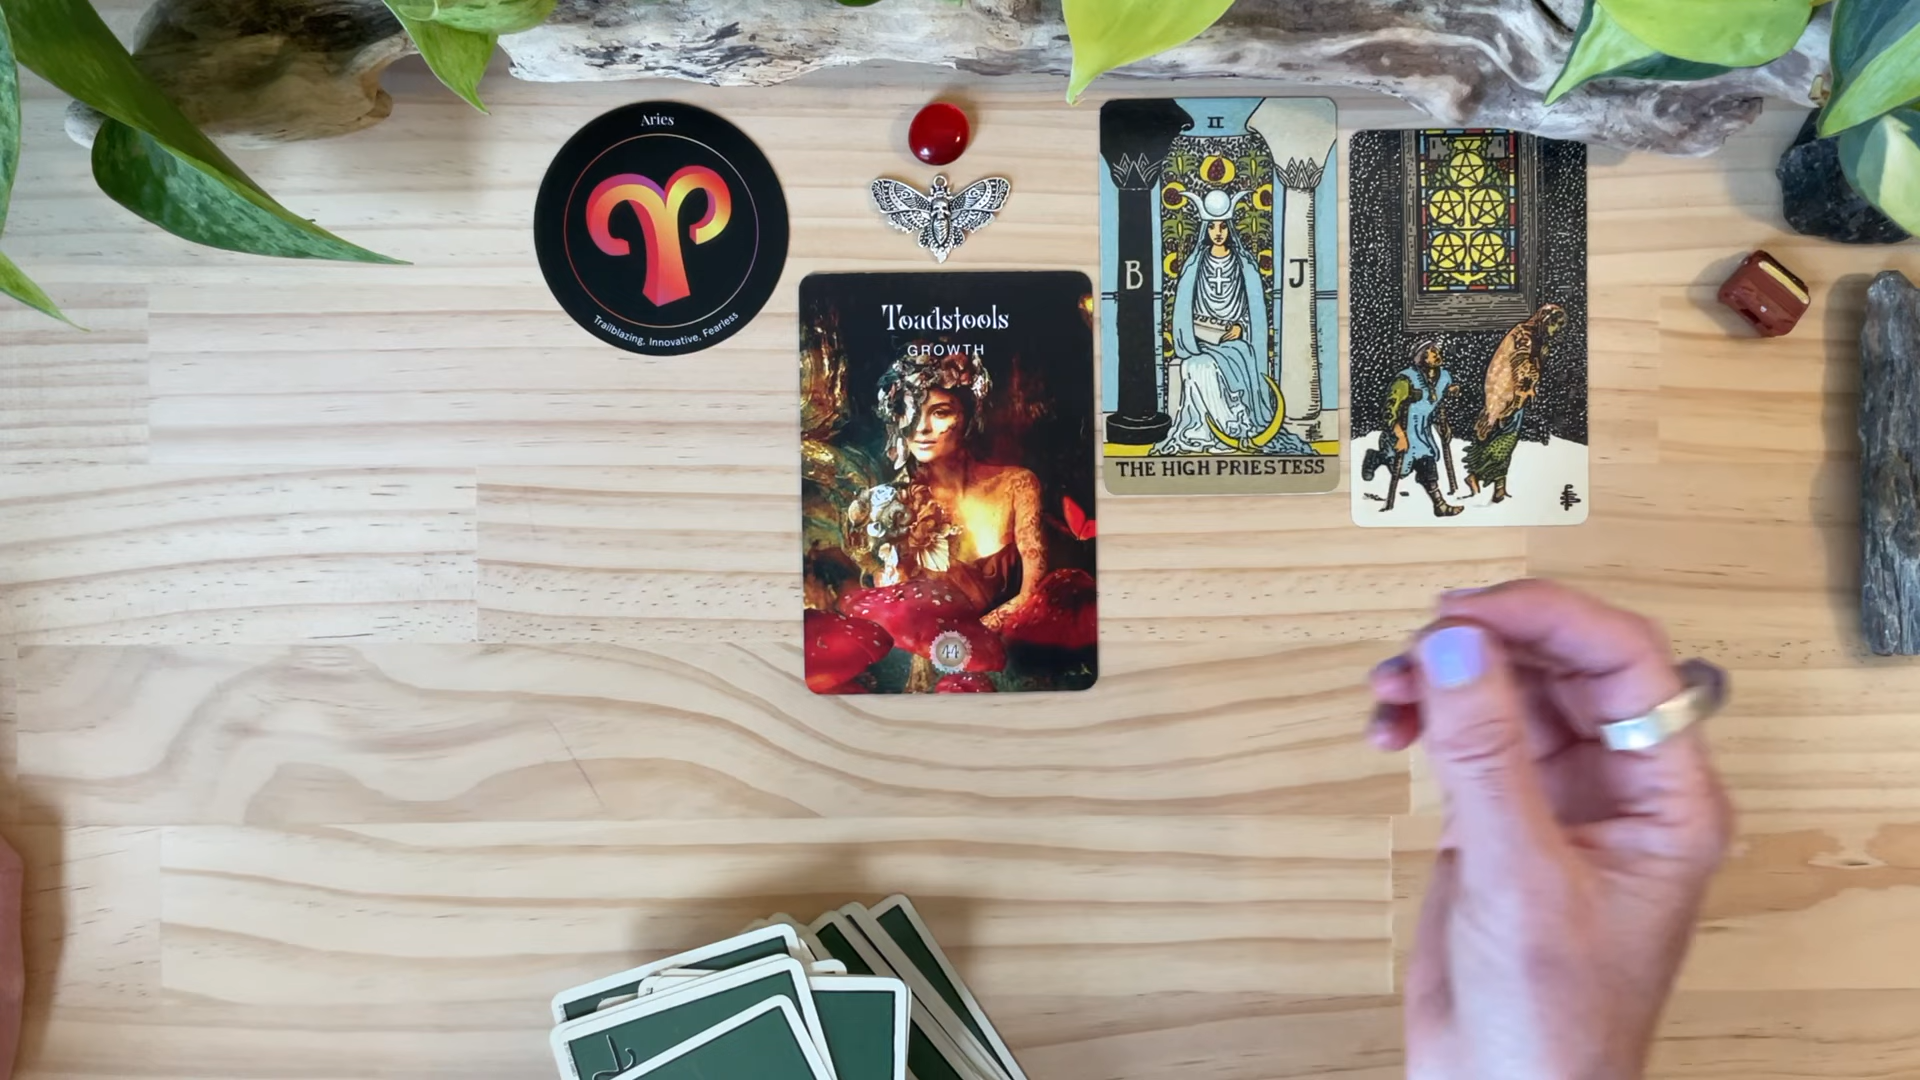 Aries
Trailblazing, Innovative, Fearless
Toadstools
GROWTH
44
II
B
J
THE HIGH PRIESTESS